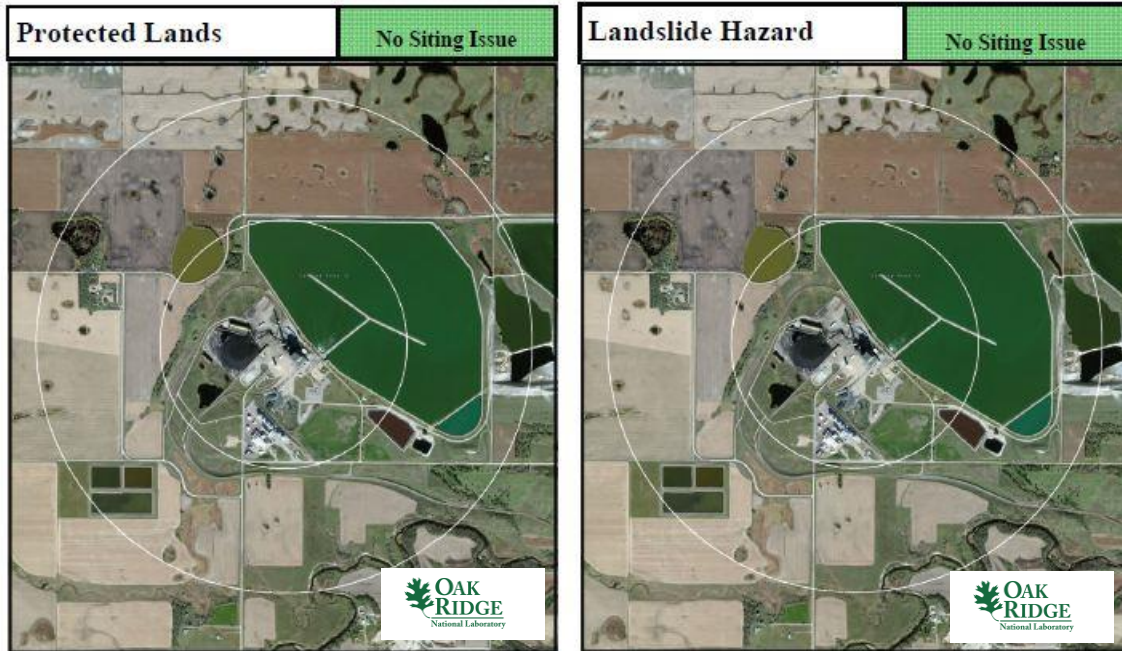 Protected Lands
No Siting Issue
Landslide Hazard
No Siting Issue
OAK
RIDGE
National Laboratory
OAK
RIDGE
National Laboratory